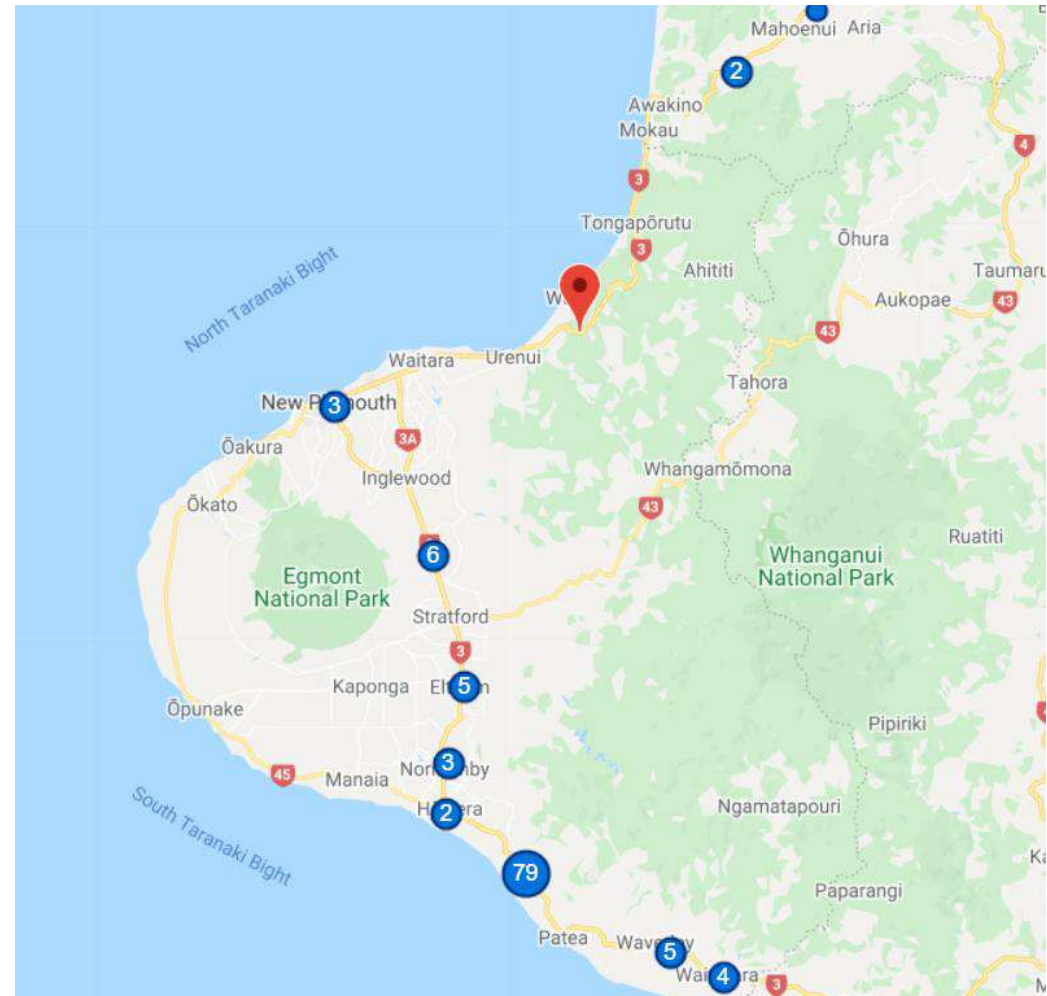 Mahoenui
Aria
2
Awakino
Mokau
4
3
Tongapōrutu
3
Ōhura
Ahititi
Taumaru
North Taranaki Bight
Aukopae
43
43
Waitara
Urenui
Tahora
New P
mouth
3
3A
Ōakura
Inglewood
Whangamōmona
Ōkato
43
Ruatiti
6
Whanganui
National Park
Egmont
National Park
Stratford
3
Kaponga
5
Ōpunake
Pipiriki
3
45
Manaia
2
Ngamatapouri
South Taranaki Bight
79
Paparangi
Patea
5
4
3